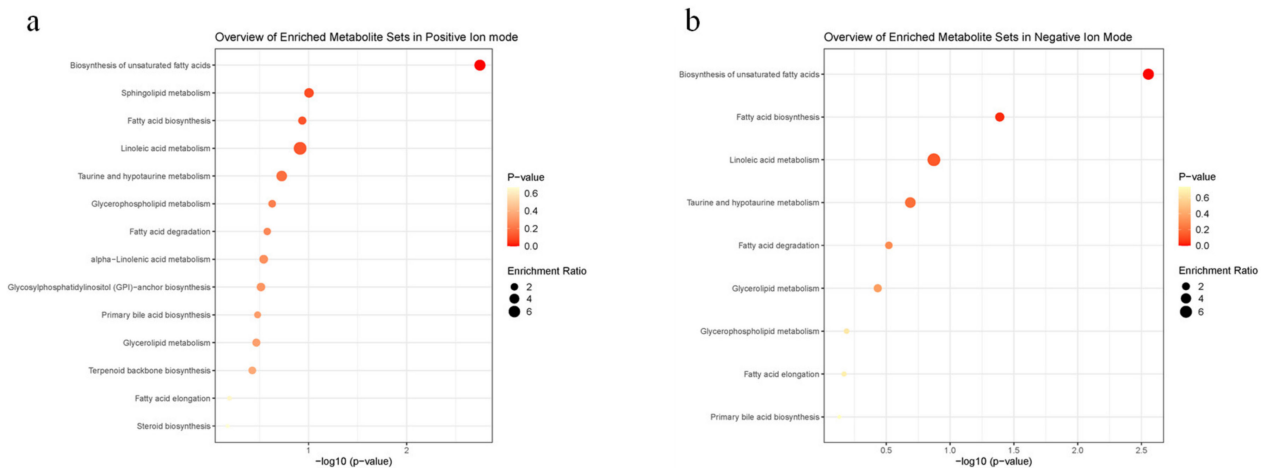 a
Overview of Enriched Metabolite Sets in Positive Ion mode
Biosynthesis of unsaturated fatty acids
Sphingolipid metabolism
Fatty acid biosynthesis
Linoleic acid metabolism
Taurine and hypotaurine metabolism
Glycerophospholipid metabolism
Fatty acid degradation
alpha−Linolenic acid metabolism
Glycosylphosphatidylinositol (GPI)−anchor biosynthesis
Primary bile acid biosynthesis
Glycerolipid metabolism
Terpenoid backbone biosynthesis
Fatty acid elongation
Steroid biosynthesis
1
2
−log10 (p−value)
P−value
0.6
0.4
0.2
0.0
Enrichment Ratio
2
4
6
b
Overview of Enriched Metabolite Sets in Negative Ion Mode
Biosynthesis of unsaturated fatty acids
Fatty acid biosynthesis
Linoleic acid metabolism
Taurine and hypotaurine metabolism
Fatty acid degradation
Glycerolipid metabolism
Glycerophospholipid metabolism
Fatty acid elongation
Primary bile acid biosynthesis
0.5
1.0
1.5
2.0
2.5
−log10 (p−value)
P−value
0.6
0.4
0.2
0.0
Enrichment Ratio
2
4
6